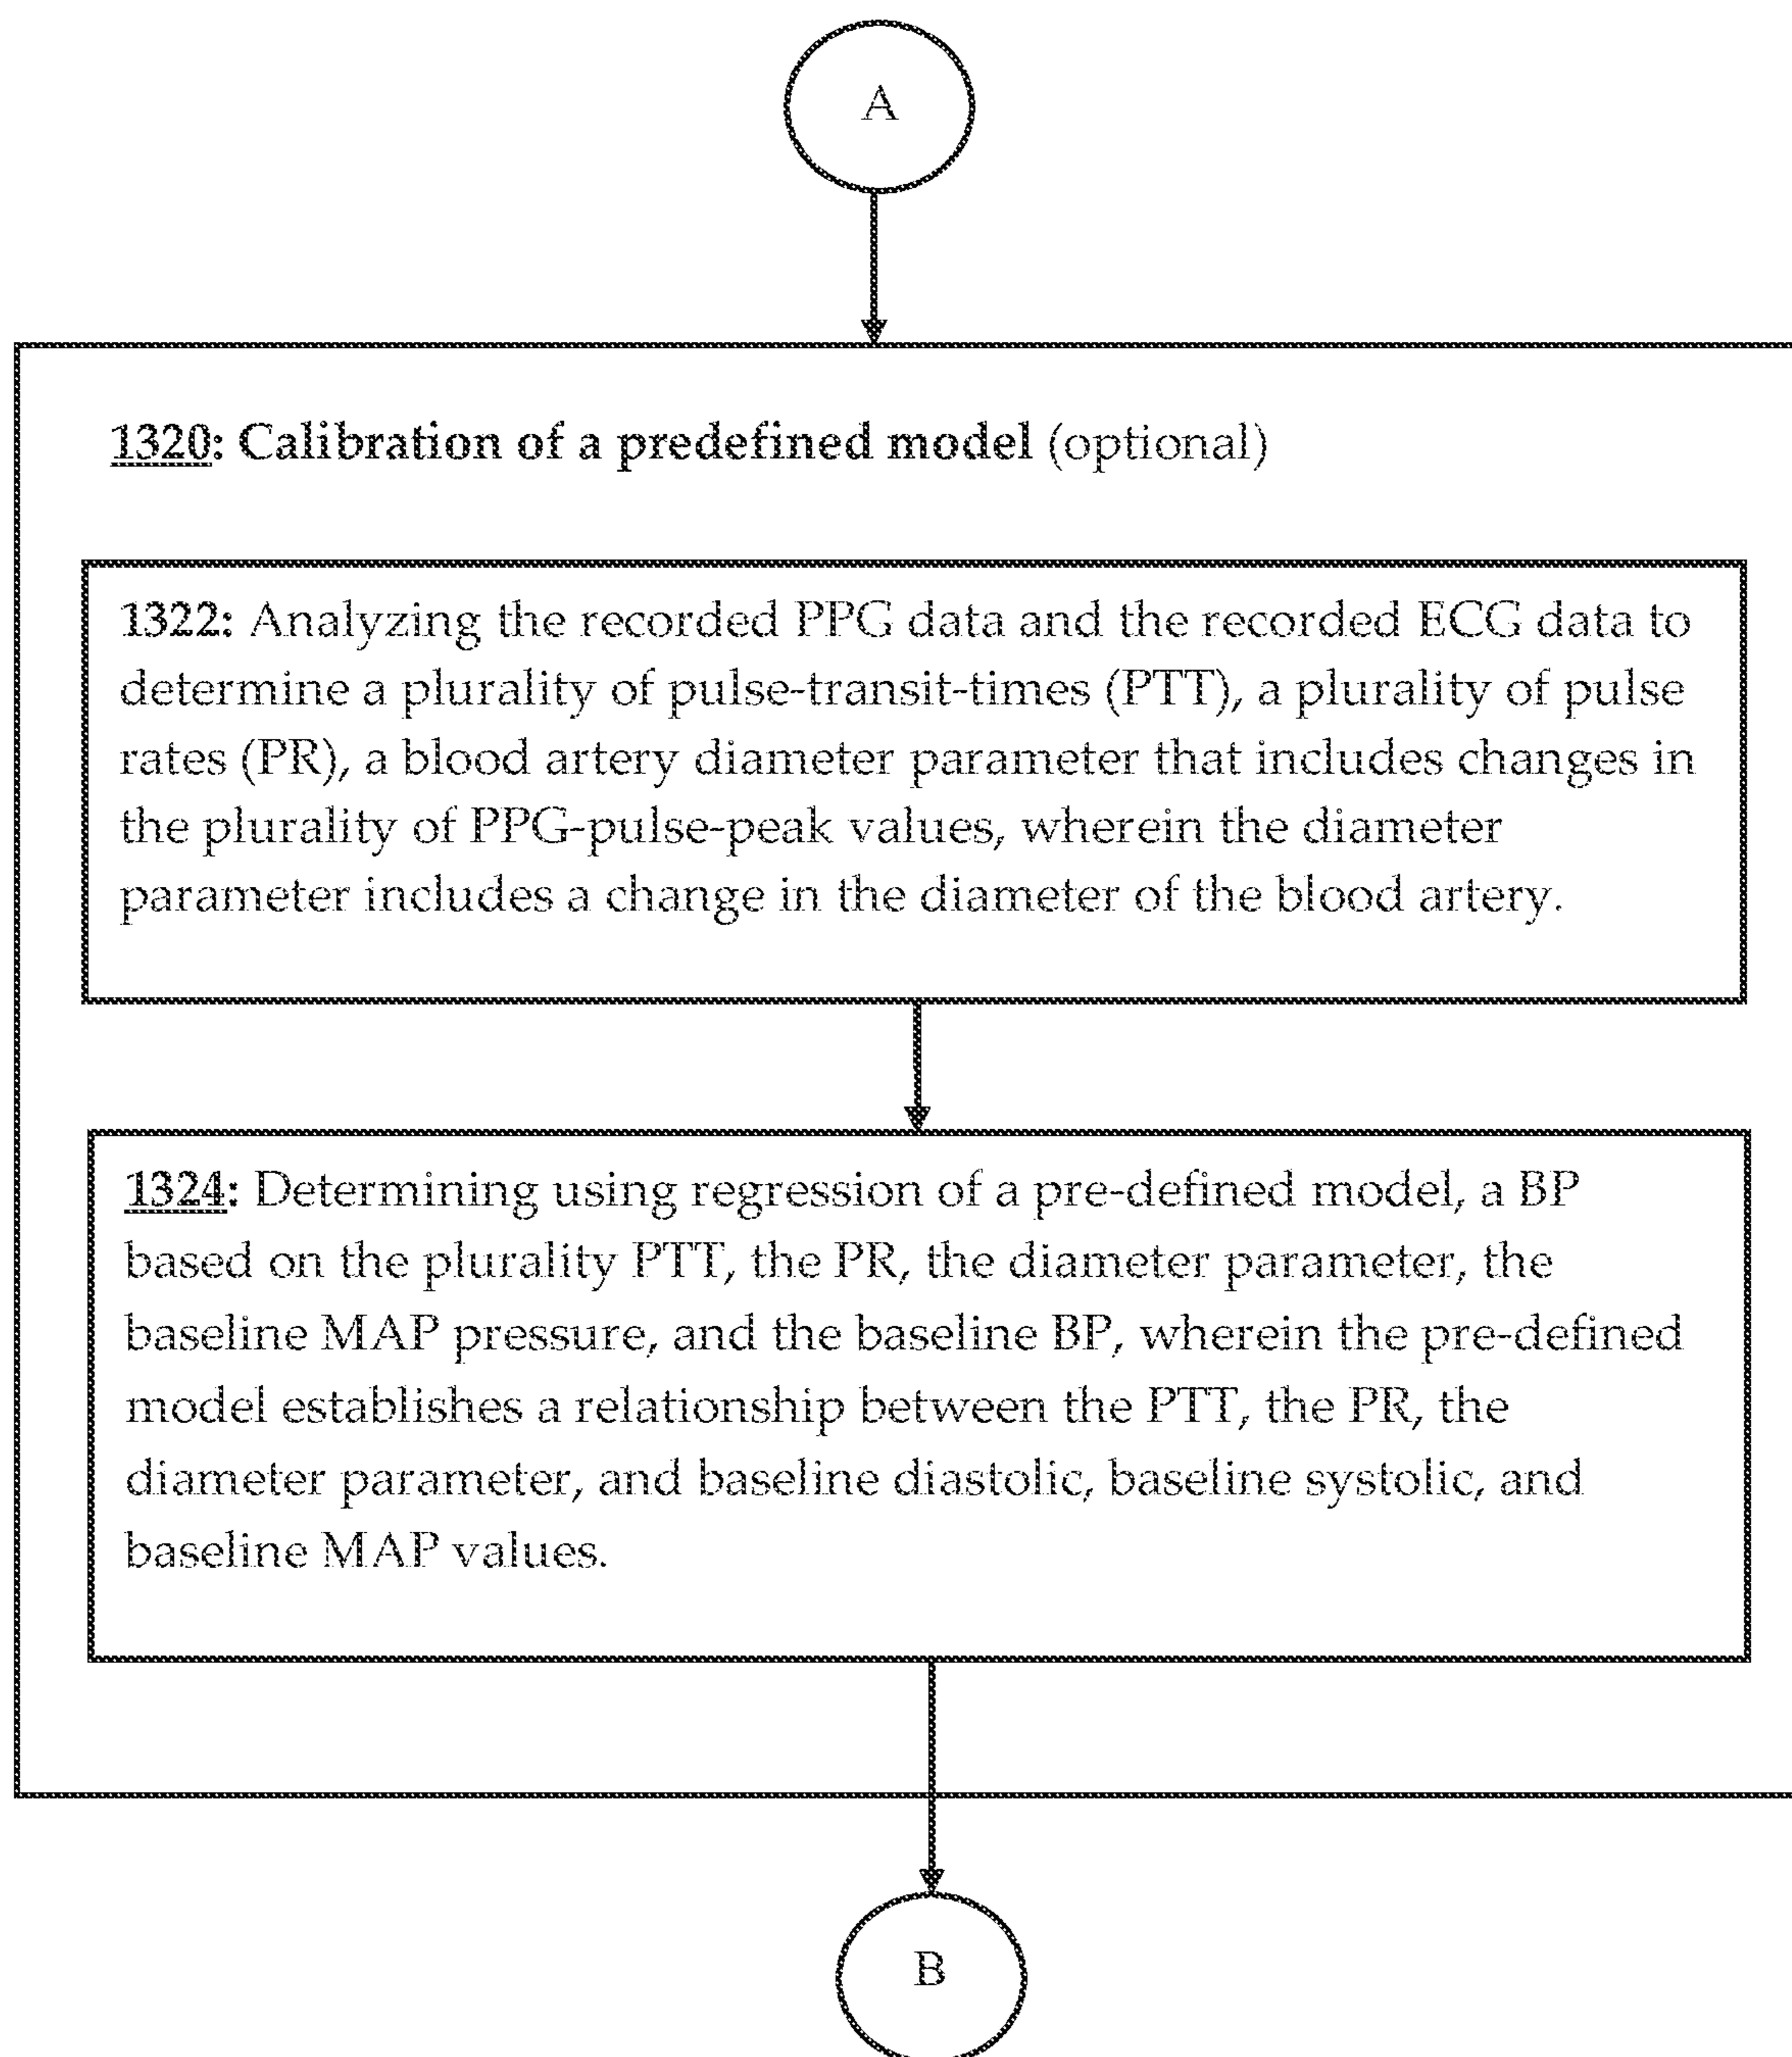 A
1320: Calibration of a predefined model (optional)
1322: Analyzing the recorded PPG data and the recorded ECG data to
determine a plurality of pulse-transit-times (PTT), a plurality of pulse
rates (PR), a blood artery diameter parameter that includes changes in
the plurality of PPG-pulse-peak values, wherein the diameter
parameter includes a change in the diameter of the blood artery.
1324: Determining using regression of a pre-defined model, a BP
based on the plurality PTT, the PR, the diameter parameter, the
baseline MAP pressure, and the baseline BP, wherein the pre-defined
model establishes a relationship between the PTT, the PR, the
diameter parameter, and baseline diastolic, baseline systolic, and
baseline MAP values.
B